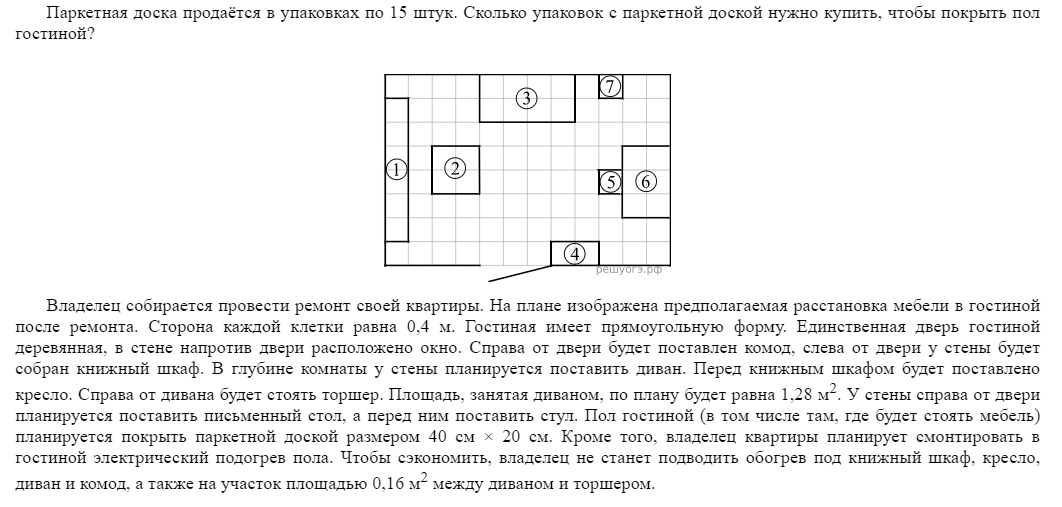 Паркетная доска продаётся в упаковках по 15 штук. Сколько упаковок с паркетной доской нужно купить, чтобы покрыть пол
гостиной?
7
3
1
2
5
6
4
решуогэ.рф
Владелец собирается провести ремонт своей квартиры. На плане изображена предполагаемая расстановка мебели в гостиной
после ремонта. Сторона каждой клетки равна 0,4 м. Гостиная имеет прямоугольную форму. Единственная дверь гостиной
деревянная, в стене напротив двери расположено окно. Справа от двери будет поставлен комод, слева от двери у стены будет
собран книжный шкаф. В глубине комнаты у стены планируется поставить диван. Перед книжным шкафом будет поставлено
кресло. Справа от дивана будет стоять торшер. Площадь, занятая диваном, по плану будет равна 1,28 м². У стены справа от двери
планируется поставить письменный стол, а перед ним поставить стул. Пол гостиной (в том числе там, где будет стоять мебель)
планируется покрыть паркетной доской размером 40 см × 20 см. Кроме того, владелец квартиры планирует смонтировать в
гостиной электрический подогрев пола. Чтобы сэкономить, владелец не станет подводить обогрев под книжный шкаф, кресло,
диван и комод, а также на участок площадью 0,16 м² между диваном и торшером.